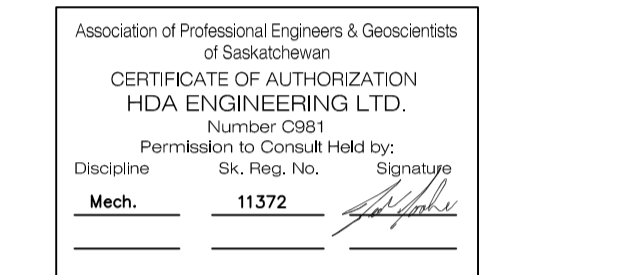 Association of Professional Engineers & Geoscientists
of Saskatchewan
CERTIFICATE OF AUTHORIZATION
HDA ENGINEERING LTD.
Number C981
Permission to Consult Held by:
Discipline Sk. Reg. No. Signature
Mech. 11372